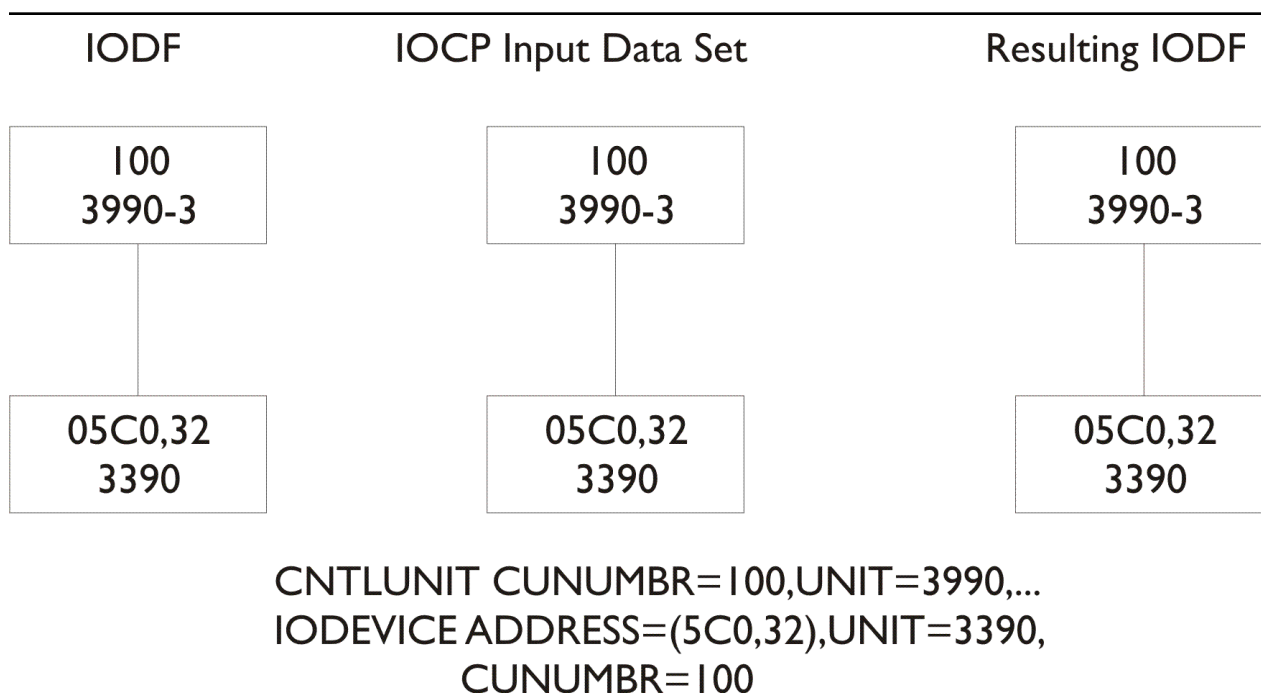 IODF
IOCP Input Data Set
Resulting IODF
100
3990-3
100
3990-3
100
3990-3
05C0,32
3390
05C0,32
3390
05C0,32
3390
CNTLUNIT CUNUMBR=100,UNIT=3990,...
IODEVICE ADDRESS=(5C0,32),UNIT=3390,
CUNUMBR=100